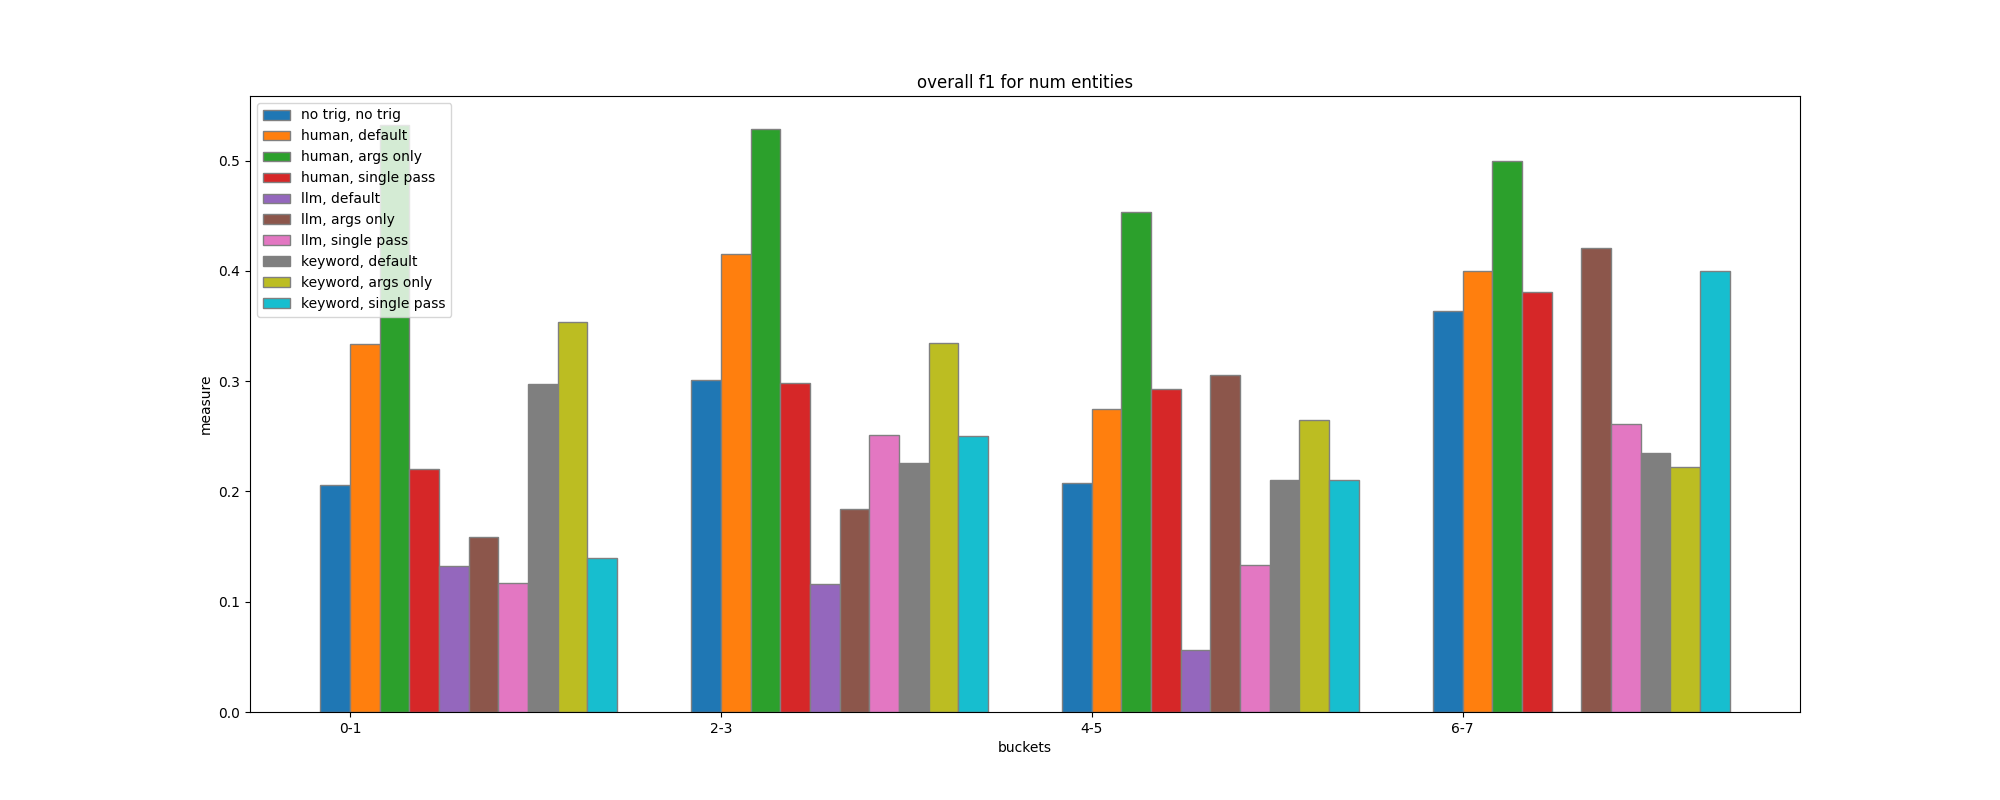 overall f1 for num entities
no trig, no trig
human, default
human, args only
human, single pass
llm, default
llm, args only
llm, single pass
keyword, default
keyword, args only
keyword, single pass
measure
0.5
0.4
0.3
0.2
0.1
0.0
0-1 2-3 4-5 6-7
buckets